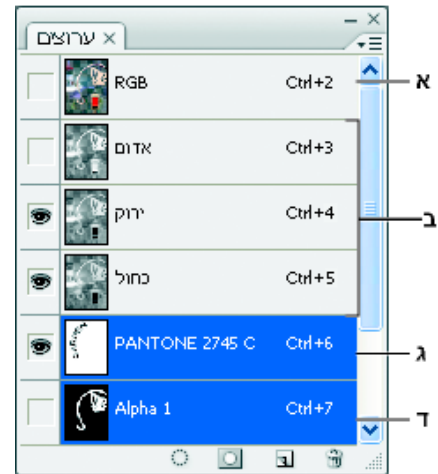 ערוצים ×
RGB Ctrl+2 א
אדום Ctrl+3
ירוק Ctrl+4 ב
כחול Ctrl+5
PANTONE 2745 C Ctrl+6 ג
Alpha 1 Ctrl+7 ד